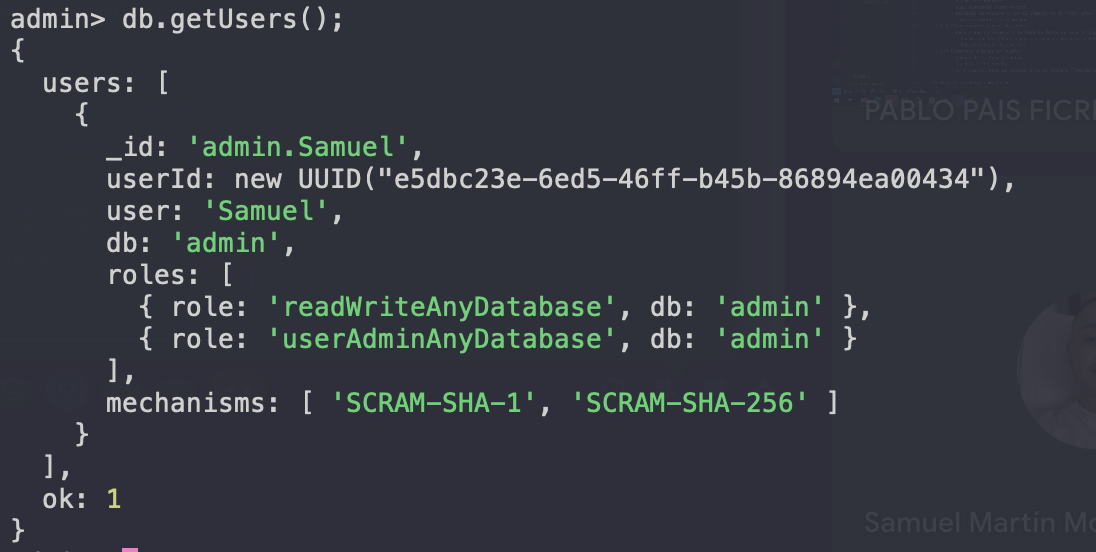 admin> db.getUsers();
{
  users: [
    {
      _id: 'admin.Samuel',
      userId: new UUID("e5dbc23e-6ed5-46ff-b45b-86894ea00434"),
      user: 'Samuel',
      db: 'admin',
      roles: [
        { role: 'readWriteAnyDatabase', db: 'admin' },
        { role: 'userAdminAnyDatabase', db: 'admin' }
      ],
      mechanisms: [ 'SCRAM-SHA-1', 'SCRAM-SHA-256' ]
    }
  ],
  ok: 1
}
PABLO PAIS
Samuel Martín